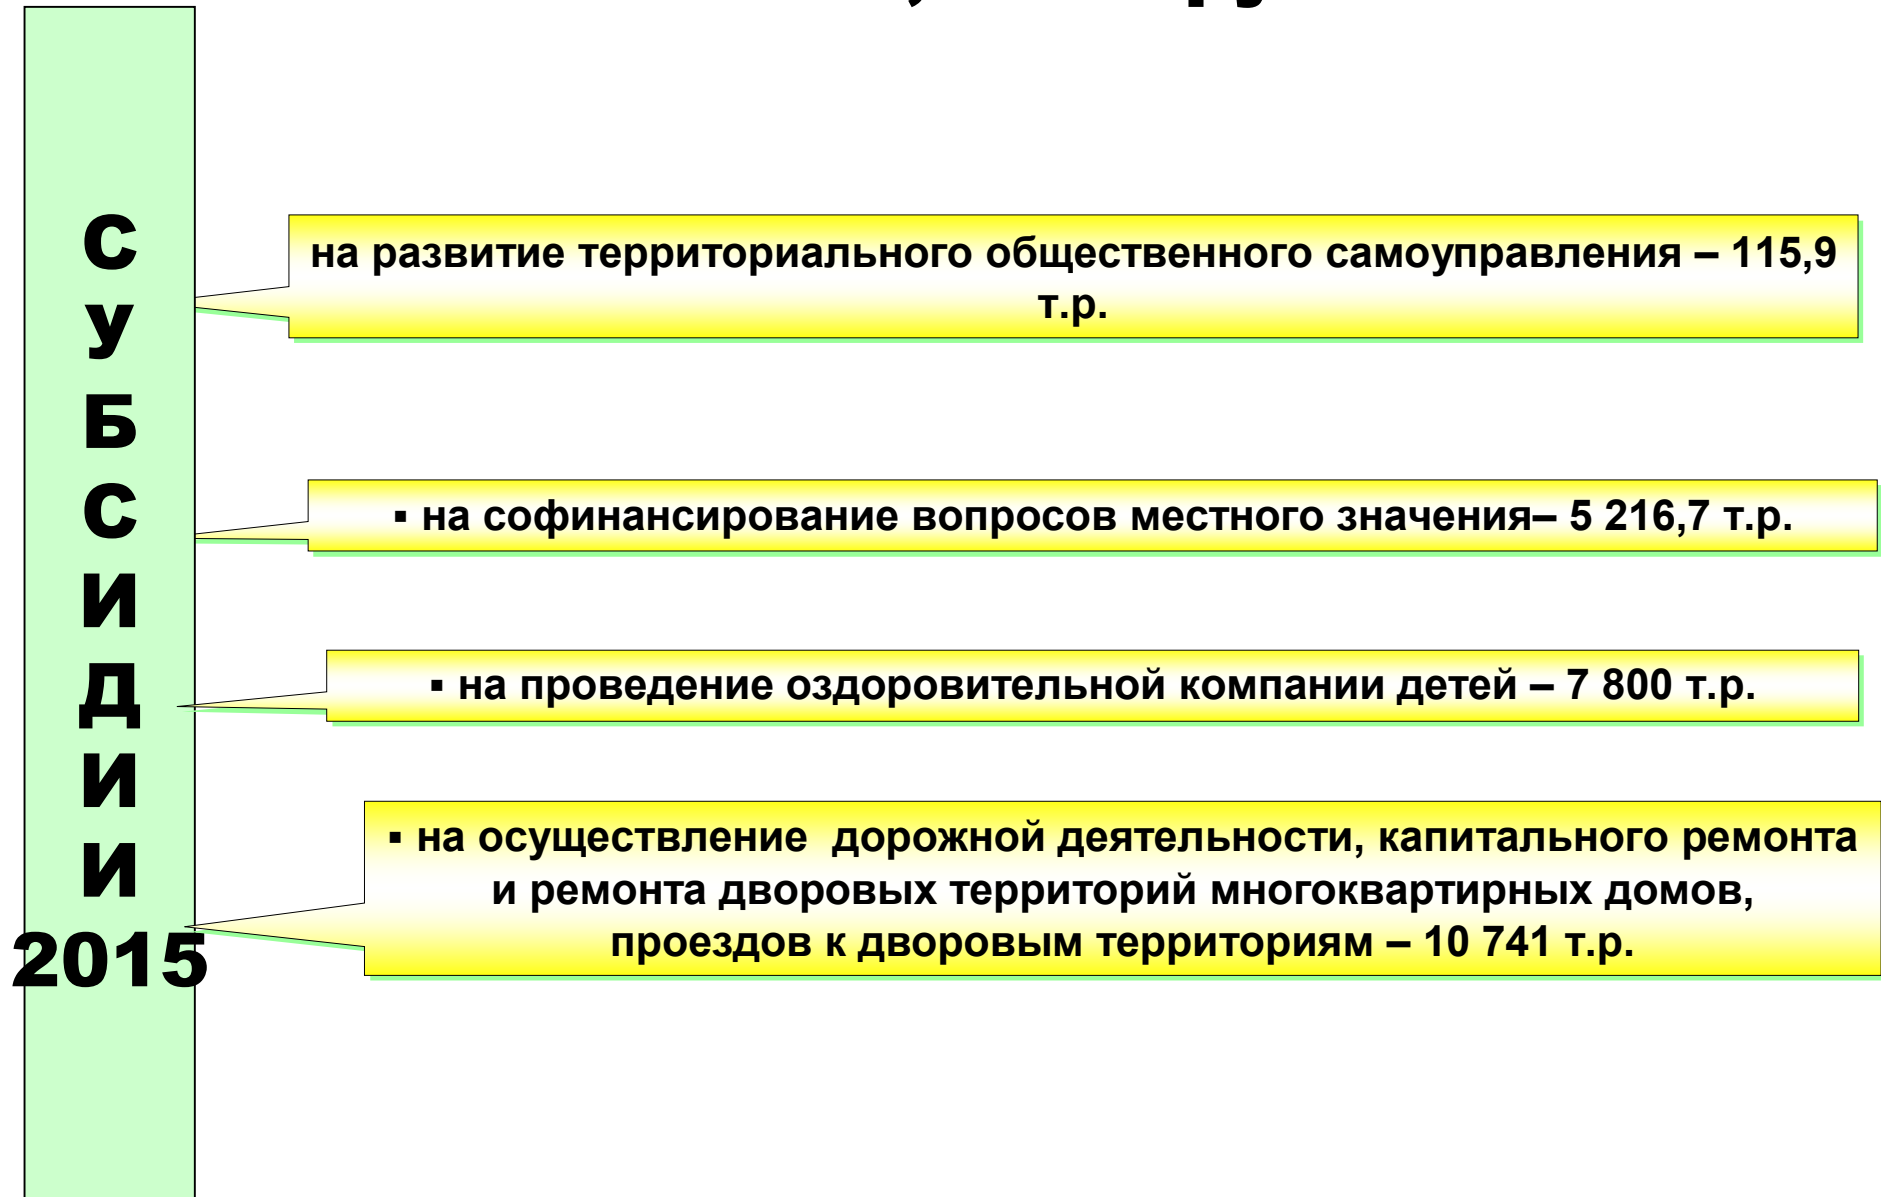 С
У
Б
С
И
Д
И
И
2015
на развитие территориального общественного самоуправления – 115,9
т.р.
▪ на софинансирование вопросов местного значения– 5 216,7 т.р.
▪ на проведение оздоровительной компании детей – 7 800 т.р.
▪ на осуществление  дорожной деятельности, капитального ремонта
и ремонта дворовых территорий многоквартирных домов,
проездов к дворовым территориям – 10 741 т.р.